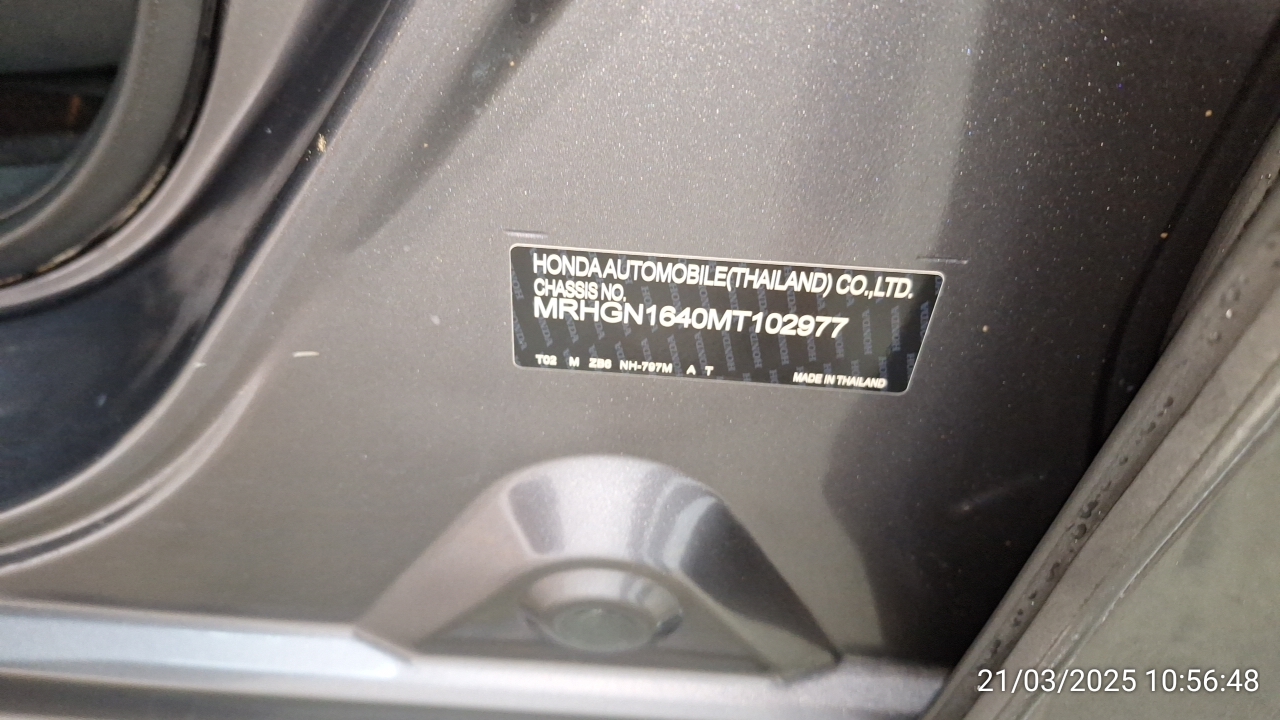 HONDA AUTOMOBILE(THAILAND) CO.,LTD.
CHASSIS NO.
MRHGN1640MT102977
T02 M ZB6 NH-797M A T
MADE IN THAILAND
21/03/2025 10:56:48